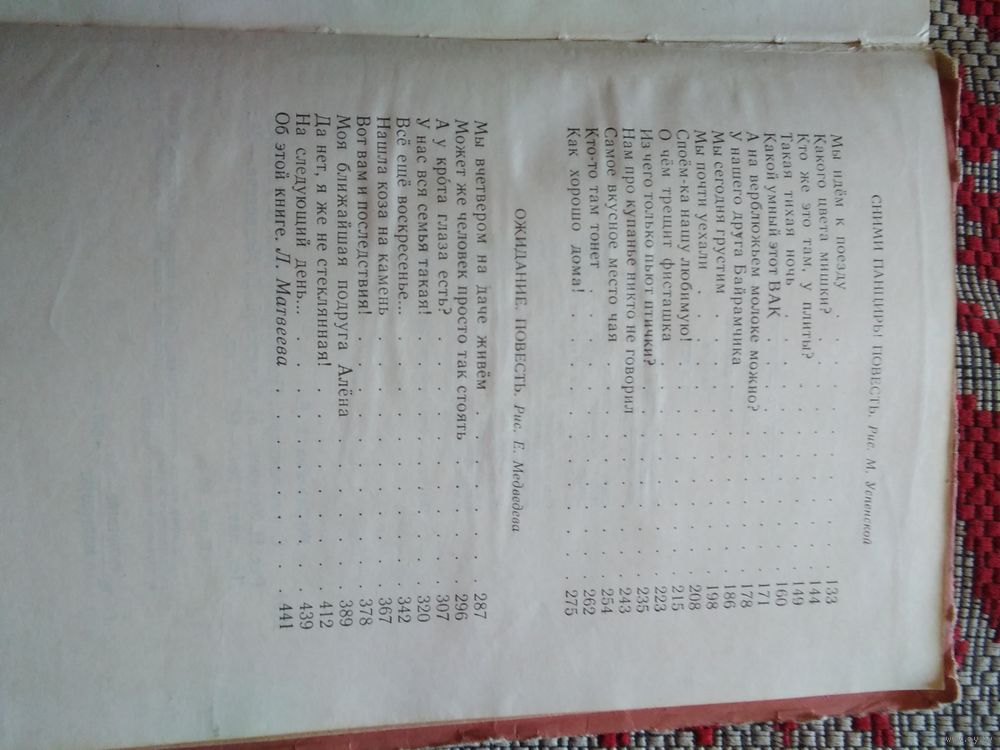 СНИМИ ПАНЦИРЬ! ПОВЕСТЬ. Рис. М. Успенской
Мы идём к поезду . . . . . . . . 133
Какого цвета мишки? . . . . . . . . 144
Кто же это там, у плиты? . . . . . . . . 149
Такая тихая ночь . . . . . . . . 160
Какой умный этот ВАК . . . . . . . . 171
А на верблюжьем молоке можно? . . . . . . . . 178
У нашего друга Байрамчика . . . . . . . . 186
Мы сегодня грустим . . . . . . . . 198
Мы почти уехали . . . . . . . . 208
Споём-ка нашу любимую! . . . . . . . . 215
О чём трещит фисташка . . . . . . . . 223
Из чего только пьют птички? . . . . . . . . 235
Нам про купанье никто не говорил . . . . . . . . 243
Самое вкусное место чая . . . . . . . . 254
Кто-то там тонет . . . . . . . . 262
Как хорошо дома! . . . . . . . . 275
ОЖИДАНИЕ. ПОВЕСТЬ. Рис. Е. Медведева
Мы вчетвером на даче живём . . . . . . . . 287
Может же человек просто так стоять . . . . . . . . 296
А у крóта глаза есть? . . . . . . . . 307
У нас вся семья такая! . . . . . . . . 320
Всё ещё воскресенье... . . . . . . . . 342
Нашла коза на камень . . . . . . . . 367
Вот вам и последствия! . . . . . . . . 378
Моя ближайшая подруга Алёна . . . . . . . . 389
Да нет, я же не стеклянная! . . . . . . . . 412
На следующий день... . . . . . . . . 439
Об этой книге. Л. Матвеева . . . . . . . . 441